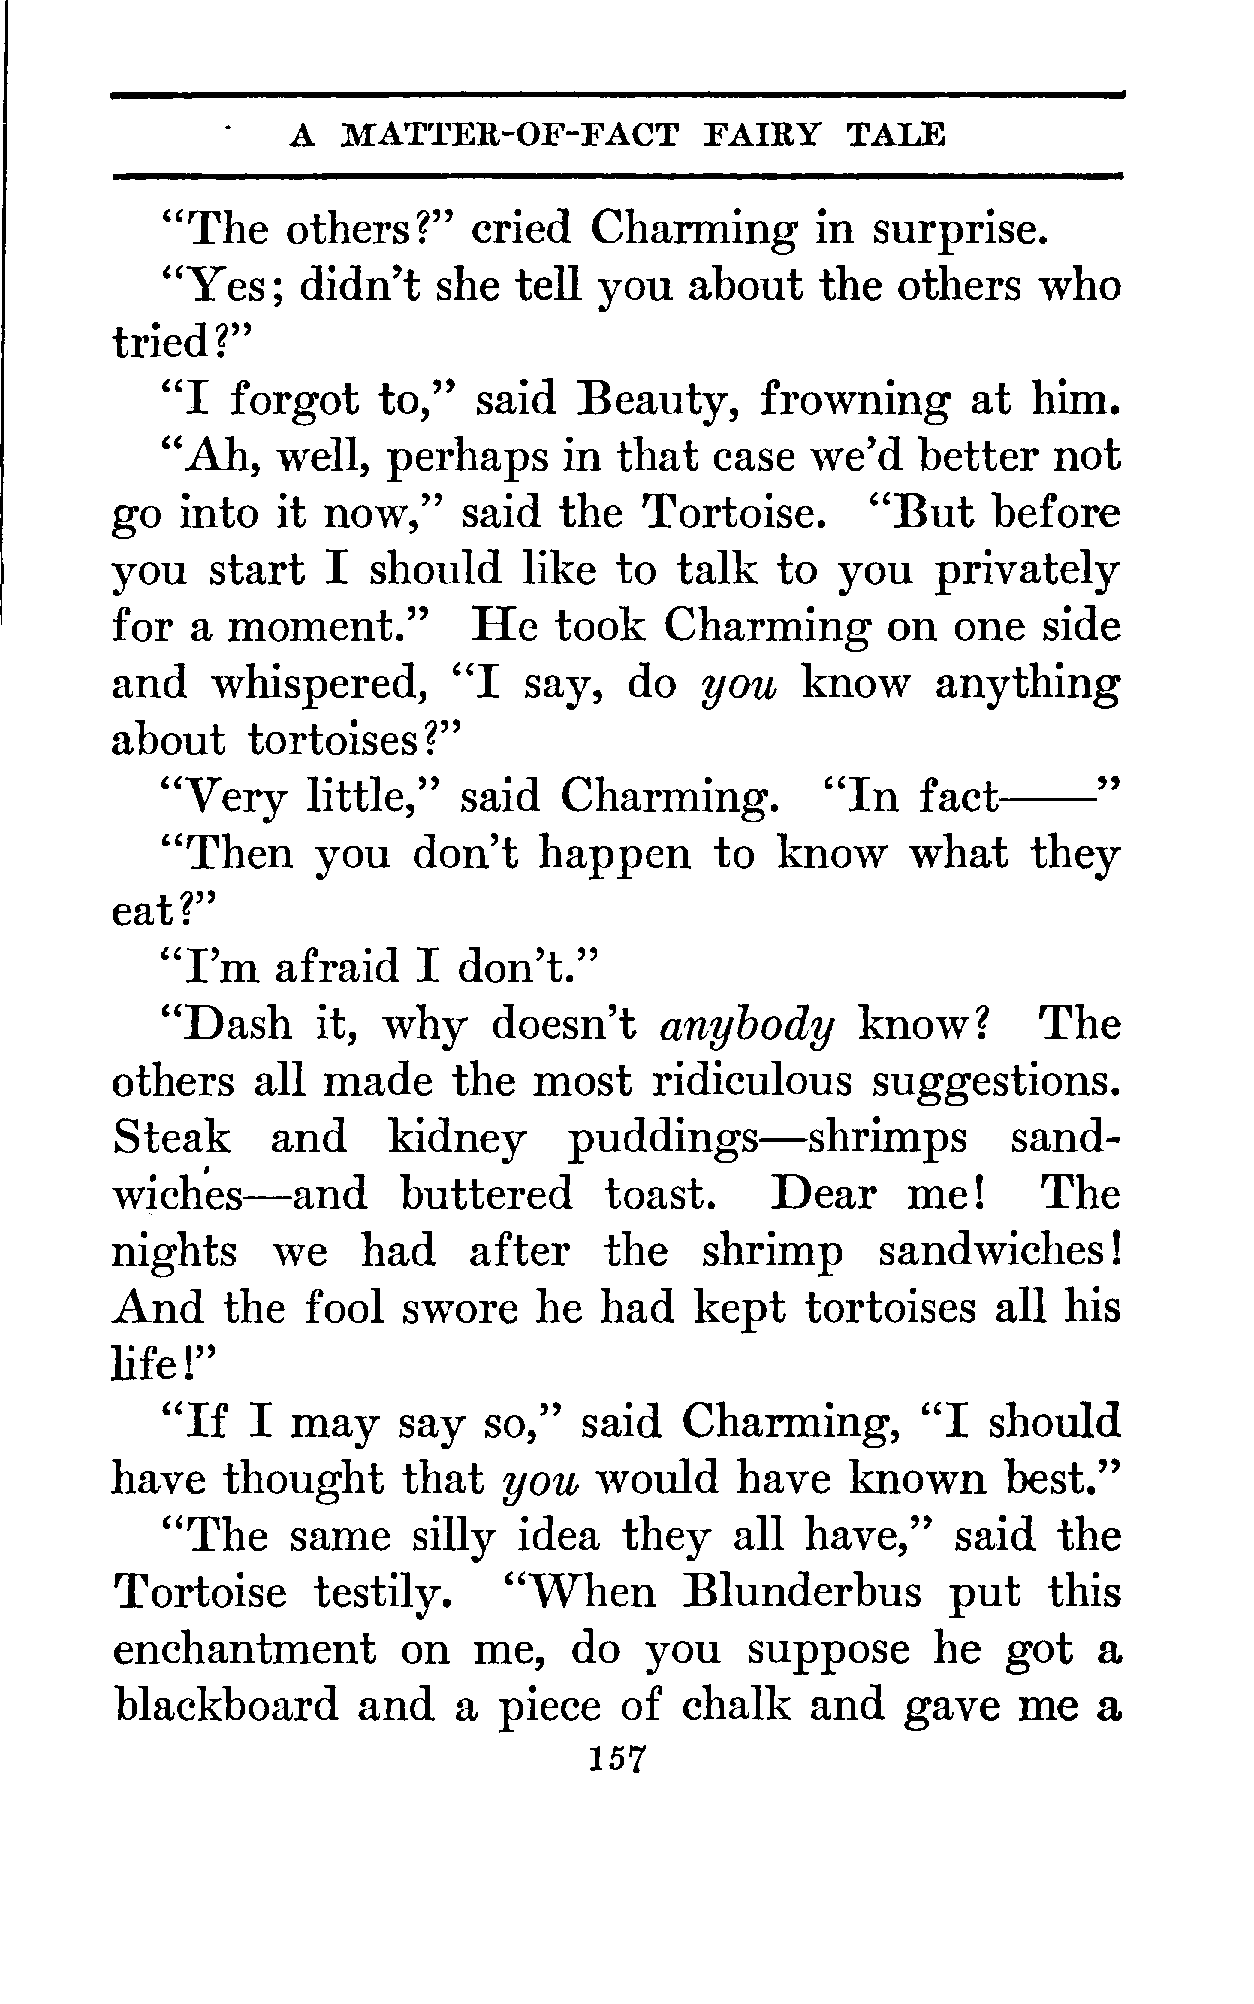 A MATTER-OF-FACT FAIRY TALE
"The others?" cried Charming in surprise.
"Yes; didn't she tell you about the others who
tried?"
"I forgot to," said Beauty, frowning at him.
"Ah, well, perhaps in that case we'd better not
go into it now," said the Tortoise. "But before
you start I should like to talk to you privately
for a moment." He took Charming on one side
and whispered, "I say, do you know anything
about tortoises?"
"Very little," said Charming. "In fact——"
"Then you don't happen to know what they
eat?"
"I'm afraid I don't."
"Dash it, why doesn't anybody know? The
others all made the most ridiculous suggestions.
Steak and kidney puddings—shrimps sand-
wiches—and buttered toast. Dear me! The
nights we had after the shrimp sandwiches!
And the fool swore he had kept tortoises all his
life!"
"If I may say so," said Charming, "I should
have thought that you would have known best."
"The same silly idea they all have," said the
Tortoise testily. "When Blunderbus put this
enchantment on me, do you suppose he got a
blackboard and a piece of chalk and gave me a
157